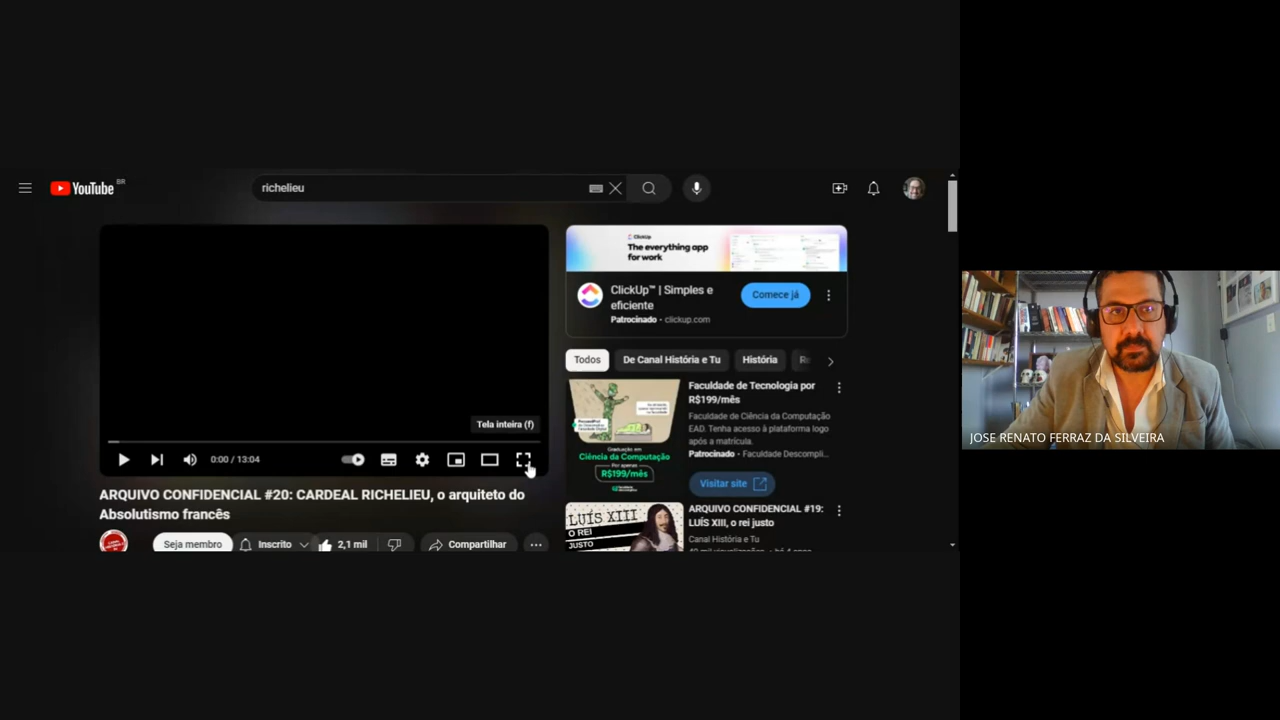 YouTube BR
richelieu
Tela inteira (f)
0:00 / 13:04
ARQUIVO CONFIDENCIAL #20: CARDEAL RICHELIEU, o arquiteto do
Absolutismo francês
Seja membro
Inscrito
2,1 mil
Compartilhar
ClickUp
The everything app
for work
ClickUp™ | Simples e
eficiente
Patrocinado · clickup.com
Comece já
Todos
De Canal História e Tu
História
Faculdade de Tecnologia por
R$199/mês
Faculdade de Ciência da Computação
EAD. Tenha acesso à plataforma logo
após a matrícula.
Patrocinado · Faculdade Descompli...
Visitar site
Graduação em
Ciência da Computação
Por apenas
R$199/mês
ARQUIVO CONFIDENCIAL #19:
LUÍS XIII, o rei justo
Canal História e Tu
LUÍS XIII
O REI
JUSTO
JOSE RENATO FERRAZ DA SILVEIRA